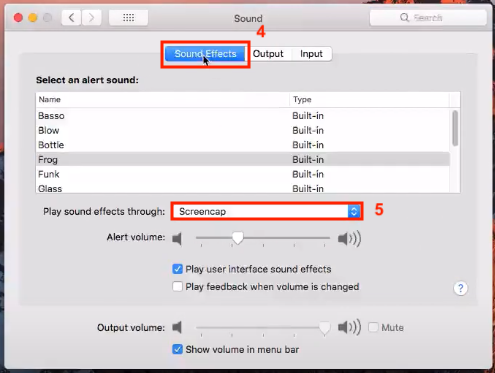 Sound
Search
4
Sound Effects Output Input
Select an alert sound:
Name Type
Basso Built-in
Blow Built-in
Bottle Built-in
Frog Built-in
Funk Built-in
Glass Built-in
Play sound effects through: Screencap 5
Alert volume:
Play user interface sound effects
Play feedback when volume is changed
?
Output volume: Mute
Show volume in menu bar